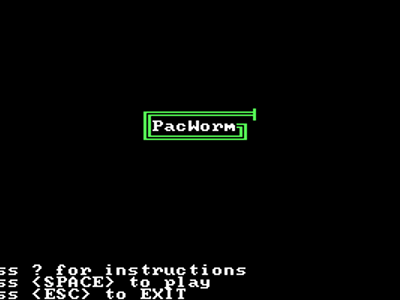 PacWorm
ss ? for instructions
ss <SPACE> to play
ss <ESC> to EXIT